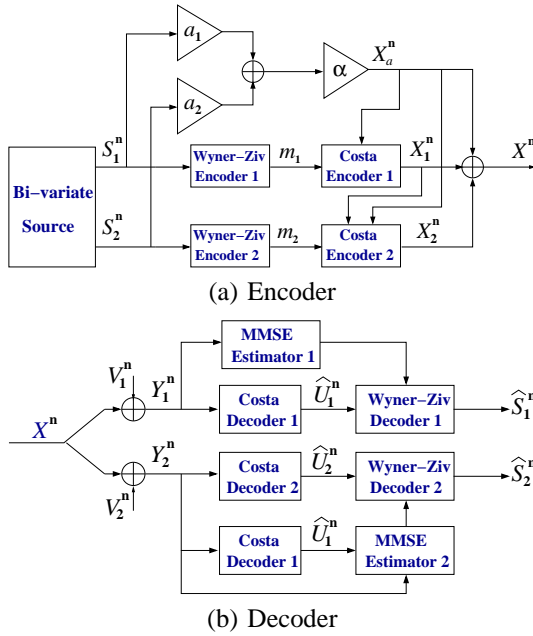 a₁
α
Xₐⁿ
a₂
S₁ⁿ
Wyner−Ziv
Encoder 1
m₁
Costa
Encoder 1
X₁ⁿ
Xⁿ
Bi−variate
Source
S₂ⁿ
Wyner−Ziv
Encoder 2
m₂
Costa
Encoder 2
X₂ⁿ
(a) Encoder
MMSE
Estimator 1
V₁ⁿ
Y₁ⁿ
Costa
Decoder 1
Û₁ⁿ
Wyner−Ziv
Decoder 1
Ŝ₁ⁿ
Xⁿ
Y₂ⁿ
Costa
Decoder 2
Û₂ⁿ
Wyner−Ziv
Decoder 2
Ŝ₂ⁿ
V₂ⁿ
Costa
Decoder 1
Û₁ⁿ
MMSE
Estimator 2
(b) Decoder